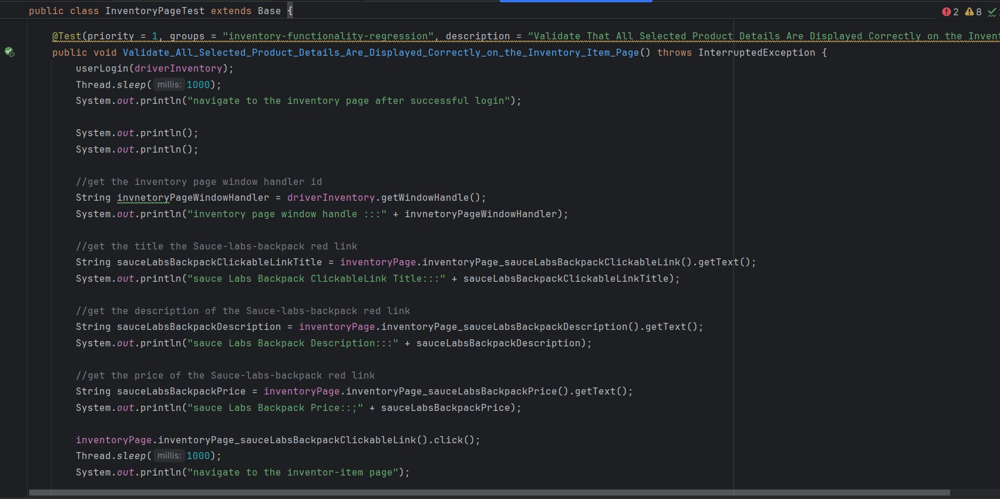 public class InventoryPageTest extends Base {
2 8
@Test(priority = 1, groups = "inventory-functionality-regression", description = "Validate That All Selected Product Details Are Displayed Correctly on the Inven
public void Validate_All_Selected_Product_Details_Are_Displayed_Correctly_on_the_Inventory_Item_Page() throws InterruptedException {
userLogin(driverInventory);
Thread.sleep( millis: 1000);
System.out.println("navigate to the inventory page after successful login");
System.out.println();
System.out.println();
//get the inventory page window handler id
String invnetoryPageWindowHandler = driverInventory.getWindowHandle();
System.out.println("inventory page window handle :::" + invnetoryPageWindowHandler);
//get the title the Sauce-labs-backpack red link
String sauceLabsBackpackClickableLinkTitle = inventoryPage.inventoryPage_sauceLabsBackpackClickableLink().getText();
System.out.println("sauce Labs Backpack ClickableLink Title:::" + sauceLabsBackpackClickableLinkTitle);
//get the description of the Sauce-labs-backpack red link
String sauceLabsBackpackDescription = inventoryPage.inventoryPage_sauceLabsBackpackDescription().getText();
System.out.println("sauce Labs Backpack Description:::" + sauceLabsBackpackDescription);
//get the price of the Sauce-labs-backpack red link
String sauceLabsBackpackPrice = inventoryPage.inventoryPage_sauceLabsBackpackPrice().getText();
System.out.println("sauce Labs Backpack Price::;" + sauceLabsBackpackPrice);
inventoryPage.inventoryPage_sauceLabsBackpackClickableLink().click();
Thread.sleep( millis: 1000);
System.out.println("navigate to the inventor-item page");